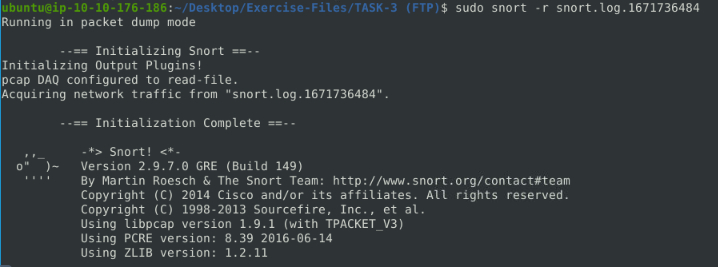 ubuntu@ip-10-10-176-186:~/Desktop/Exercise-Files/TASK-3 (FTP)$ sudo snort -r snort.log.1671736484
Running in packet dump mode
--== Initializing Snort ==--
Initializing Output Plugins!
pcap DAQ configured to read-file.
Acquiring network traffic from "snort.log.1671736484".
--== Initialization Complete ==--
,,_ -*> Snort! <*-
o" )~ Version 2.9.7.0 GRE (Build 149)
'''' By Martin Roesch & The Snort Team: http://www.snort.org/contact#team
Copyright (C) 2014 Cisco and/or its affiliates. All rights reserved.
Copyright (C) 1998-2013 Sourcefire, Inc., et al.
Using libpcap version 1.9.1 (with TPACKET_V3)
Using PCRE version: 8.39 2016-06-14
Using ZLIB version: 1.2.11